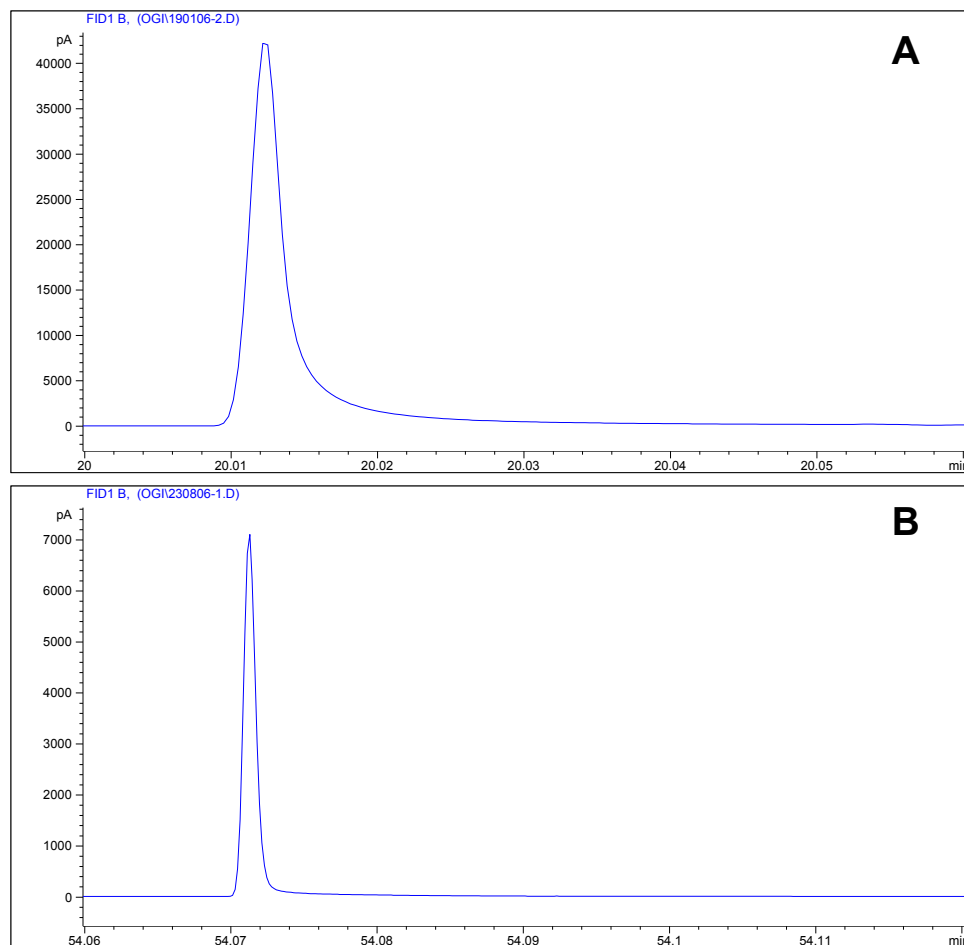 FID1 B, (OGI\190106-2.D)
pA
A
40000
35000
30000
25000
20000
15000
10000
5000
0
20 20.01 20.02 20.03 20.04 20.05 min
FID1 B, (OGI\230806-1.D)
pA
B
7000
6000
5000
4000
3000
2000
1000
0
54.06 54.07 54.08 54.09 54.1 54.11 min